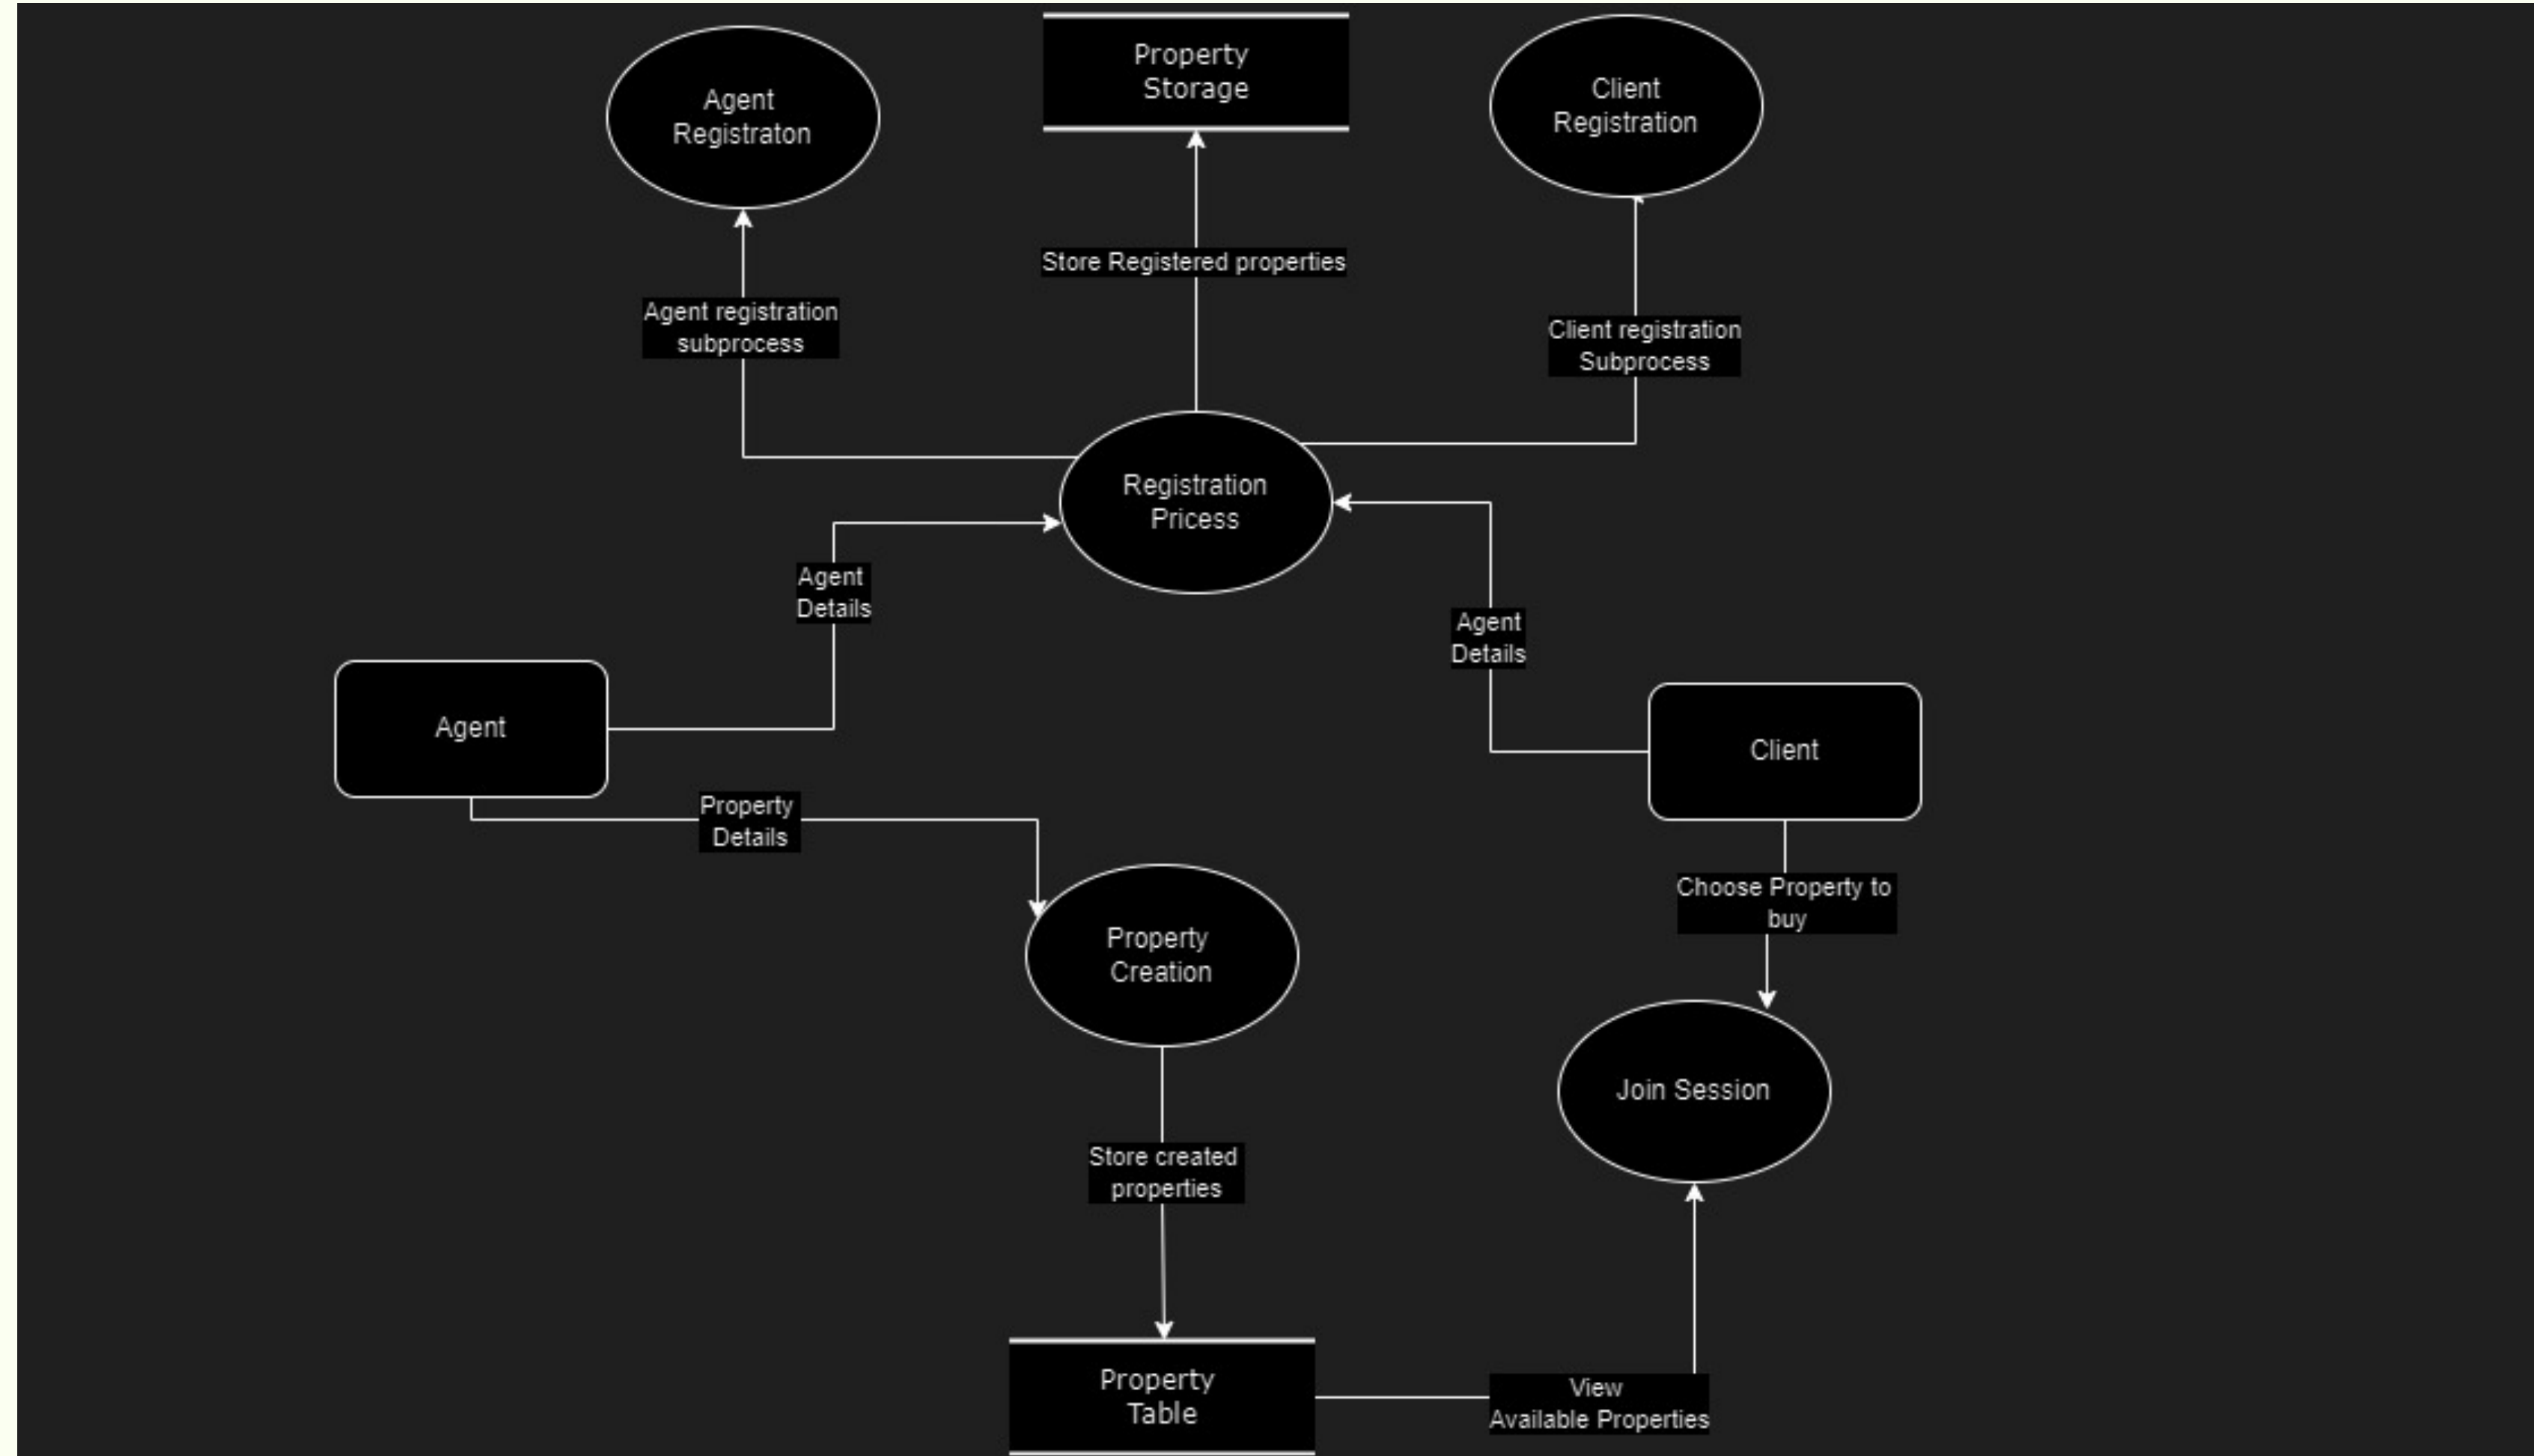 Agent
Registraton
Property
Storage
Client
Registration
Store Registered properties
Agent registration
subprocess
Client registration
Subprocess
Registration
Pricess
Agent
Details
Agent
Details
Agent
Client
Property
Details
Choose Property to
buy
Property
Creation
Join Session
Store created
properties
Property
Table
View
Available Properties